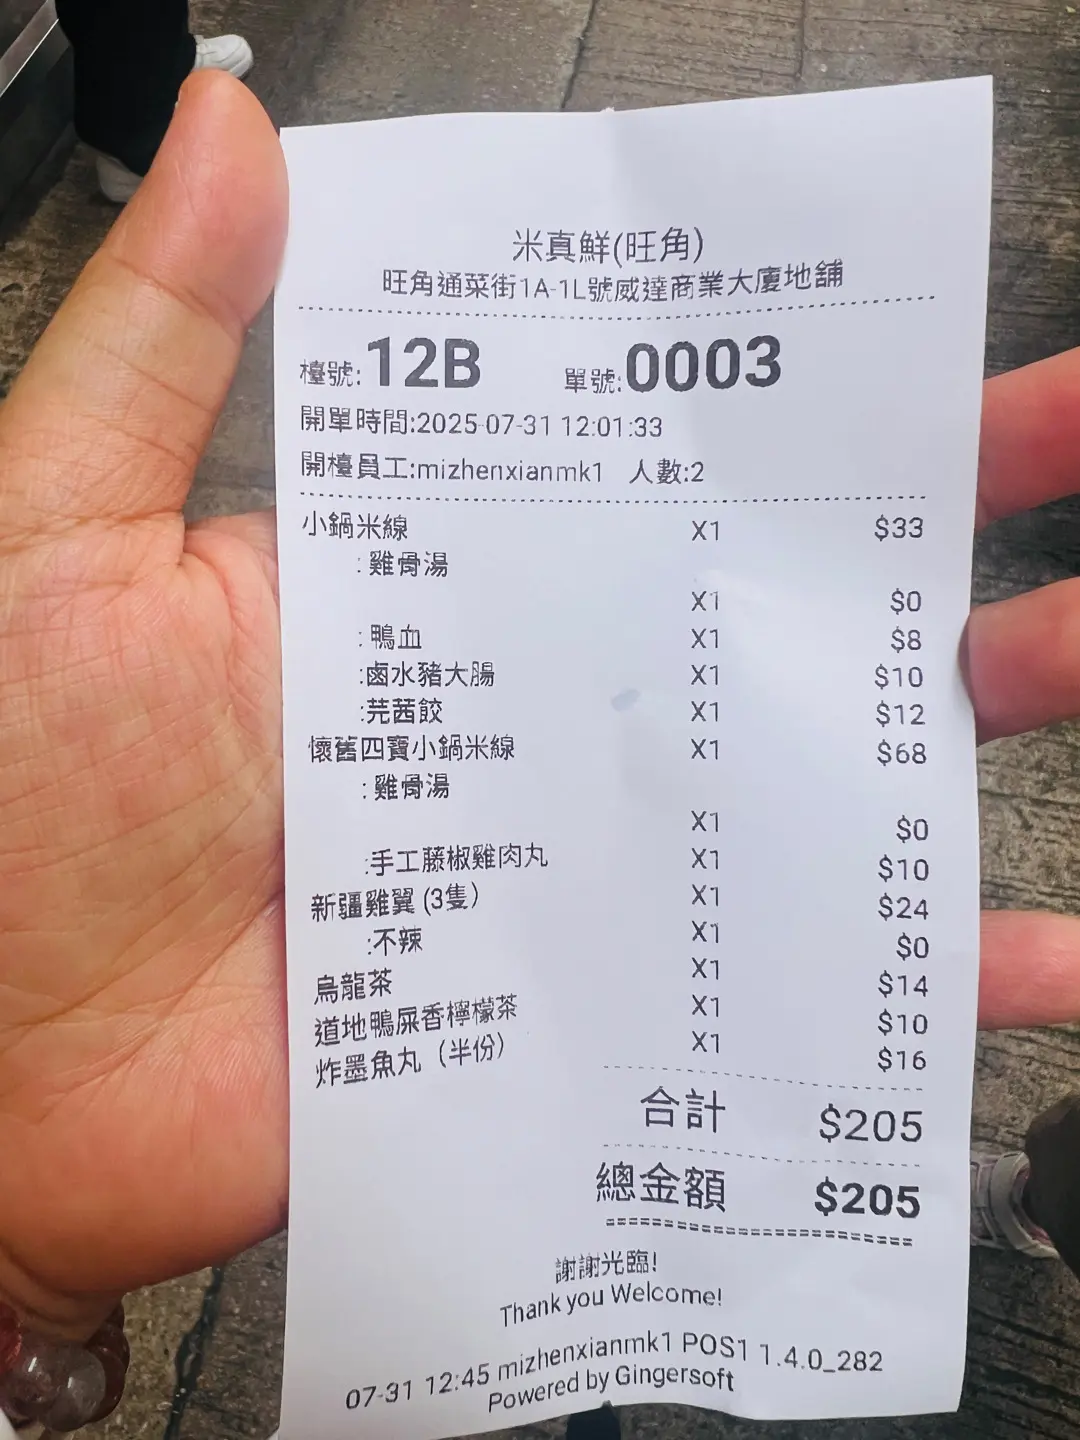 米真鮮(旺角)
旺角通菜街1A-1L號威達商業大廈地舖
檯號:12B 單號:0003
開單時間:2025-07-31 12:01:33
開檯員工:mizhenxianmk1 人數:2
小鍋米線 X1 $33
:雞骨湯
X1 $0
:鴨血 X1 $8
:鹵水豬大腸 X1 $10
:芫茜餃 X1 $12
懷舊四寶小鍋米線 X1 $68
:雞骨湯
X1 $0
:手工藤椒雞肉丸 X1 $10
新疆雞翼 (3隻) X1 $24
:不辣 X1 $0
烏龍茶 X1 $14
道地鴨屎香檸檬茶 X1 $10
炸墨魚丸（半份） X1 $16
合計 $205
總金額 $205
謝謝光臨!
Thank you Welcome!
07-31 12:45 mizhenxianmk1 POS1 1.4.0_282
Powered by Gingersoft